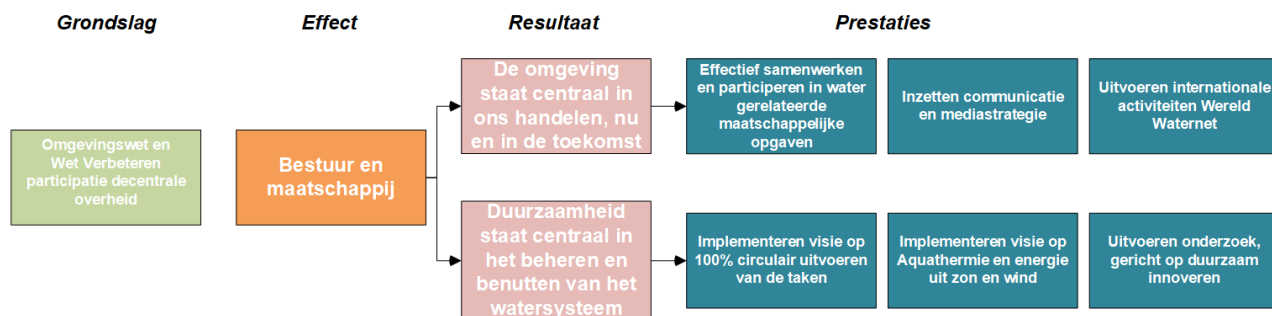 Grondslag
Effect
Resultaat
Prestaties
Omgevingswet en
Wet Verbeteren
participatie decentrale
overheid
Bestuur en
maatschappij
De omgeving
staat centraal in
ons handelen, nu
en in de toekomst
Effectief samenwerken
en participeren in water
gerelateerde
maatschappelijke
opgaven
Inzetten communicatie
en mediastrategie
Uitvoeren internationale
activiteiten Wereld
Waternet
Duurzaamheid
staat centraal in
het beheren en
benutten van het
watersysteem
Implementeren visie op
100% circulair uitvoeren
van de taken
Implementeren visie op
Aquathermie en energie
uit zon en wind
Uitvoeren onderzoek,
gericht op duurzaam
innoveren